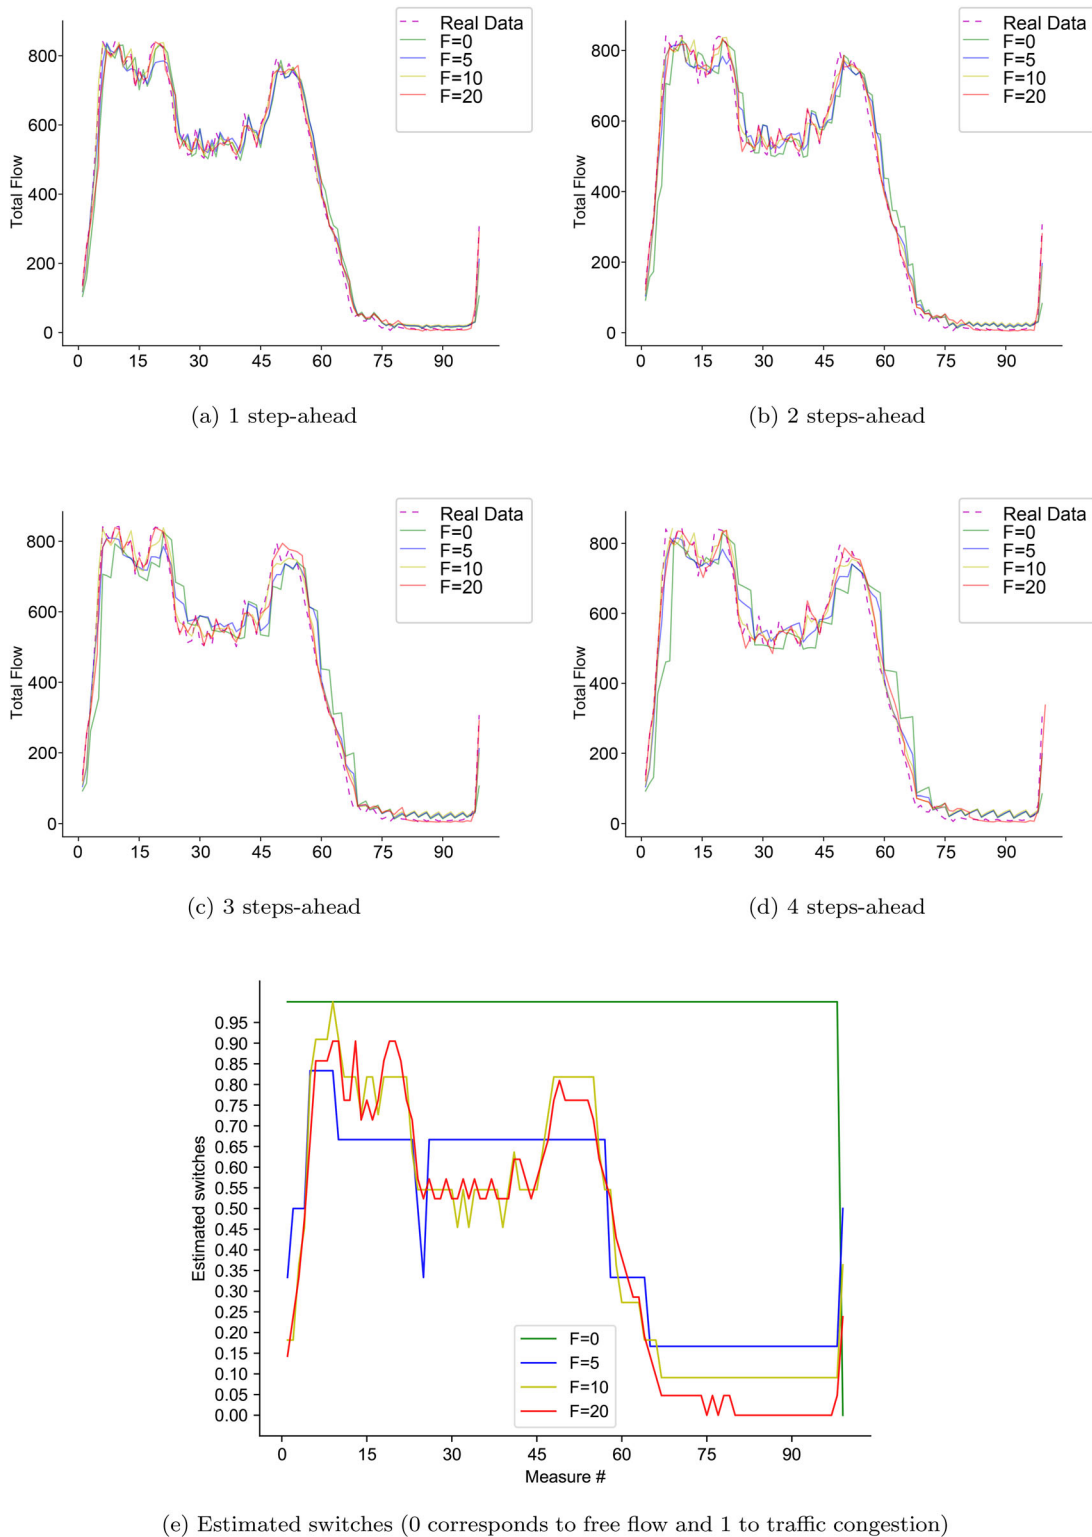 Real Data
F=0
F=5
F=10
F=20
Total Flow
800
600
400
200
0
0 15 30 45 60 75 90
(a) 1 step-ahead
Real Data
F=0
F=5
F=10
F=20
Total Flow
800
600
400
200
0
0 15 30 45 60 75 90
(b) 2 steps-ahead
Real Data
F=0
F=5
F=10
F=20
Total Flow
800
600
400
200
0
0 15 30 45 60 75 90
(c) 3 steps-ahead
Real Data
F=0
F=5
F=10
F=20
Total Flow
800
600
400
200
0
0 15 30 45 60 75 90
(d) 4 steps-ahead
Estimated switches
0.95
0.90
0.85
0.80
0.75
0.70
0.65
0.60
0.55
0.50
0.45
0.40
0.35
0.30
0.25
0.20
0.15
0.10
0.05
0.00
F=0
F=5
F=10
F=20
0 15 30 45 60 75 90
Measure #
(e) Estimated switches (0 corresponds to free flow and 1 to traffic congestion)